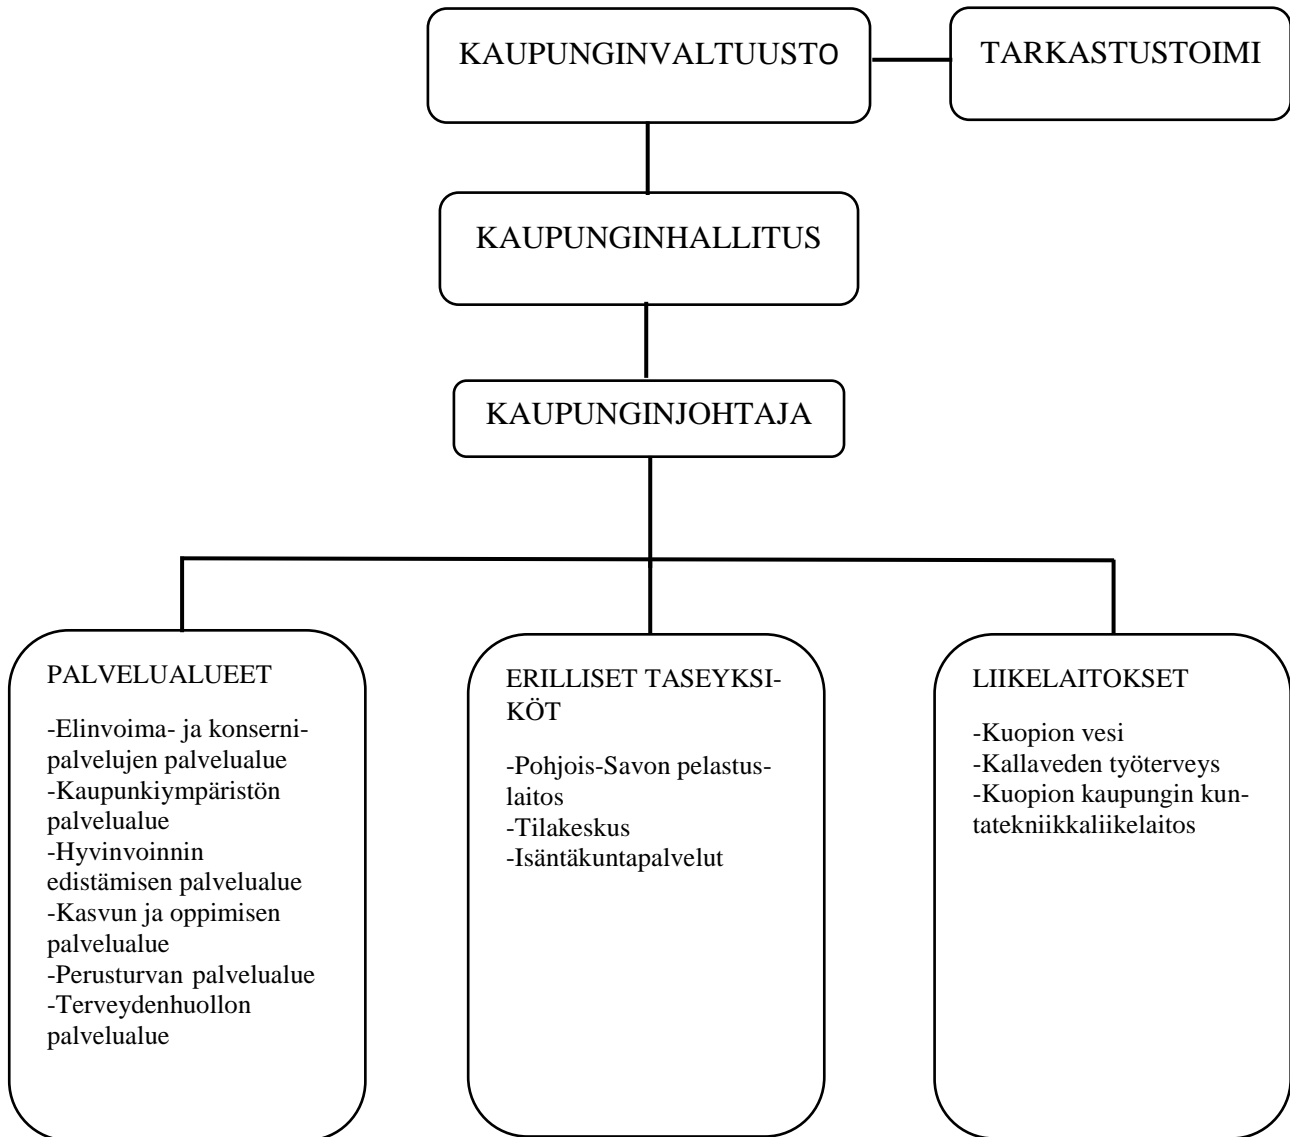 KAUPUNGINVALTUUSTO
TARKASTUSTOIMI
KAUPUNGINHALLITUS
KAUPUNGINJOHTAJA
PALVELUALUEET
-Elinvoima- ja konserni-
palvelujen palvelualue
-Kaupunkiympäristön
palvelualue
-Hyvinvoinnin
edistämisen palvelualue
-Kasvun ja oppimisen
palvelualue
-Perusturvan palvelualue
-Terveydenhuollon
palvelualue
ERILLISET TASEYKSI-
KÖT
-Pohjois-Savon pelastus-
laitos
-Tilakeskus
-Isäntäkuntapalvelut
LIIKELAITOKSET
-Kuopion vesi
-Kallaveden työterveys
-Kuopion kaupungin kun-
tatekniikkaliikelaitos